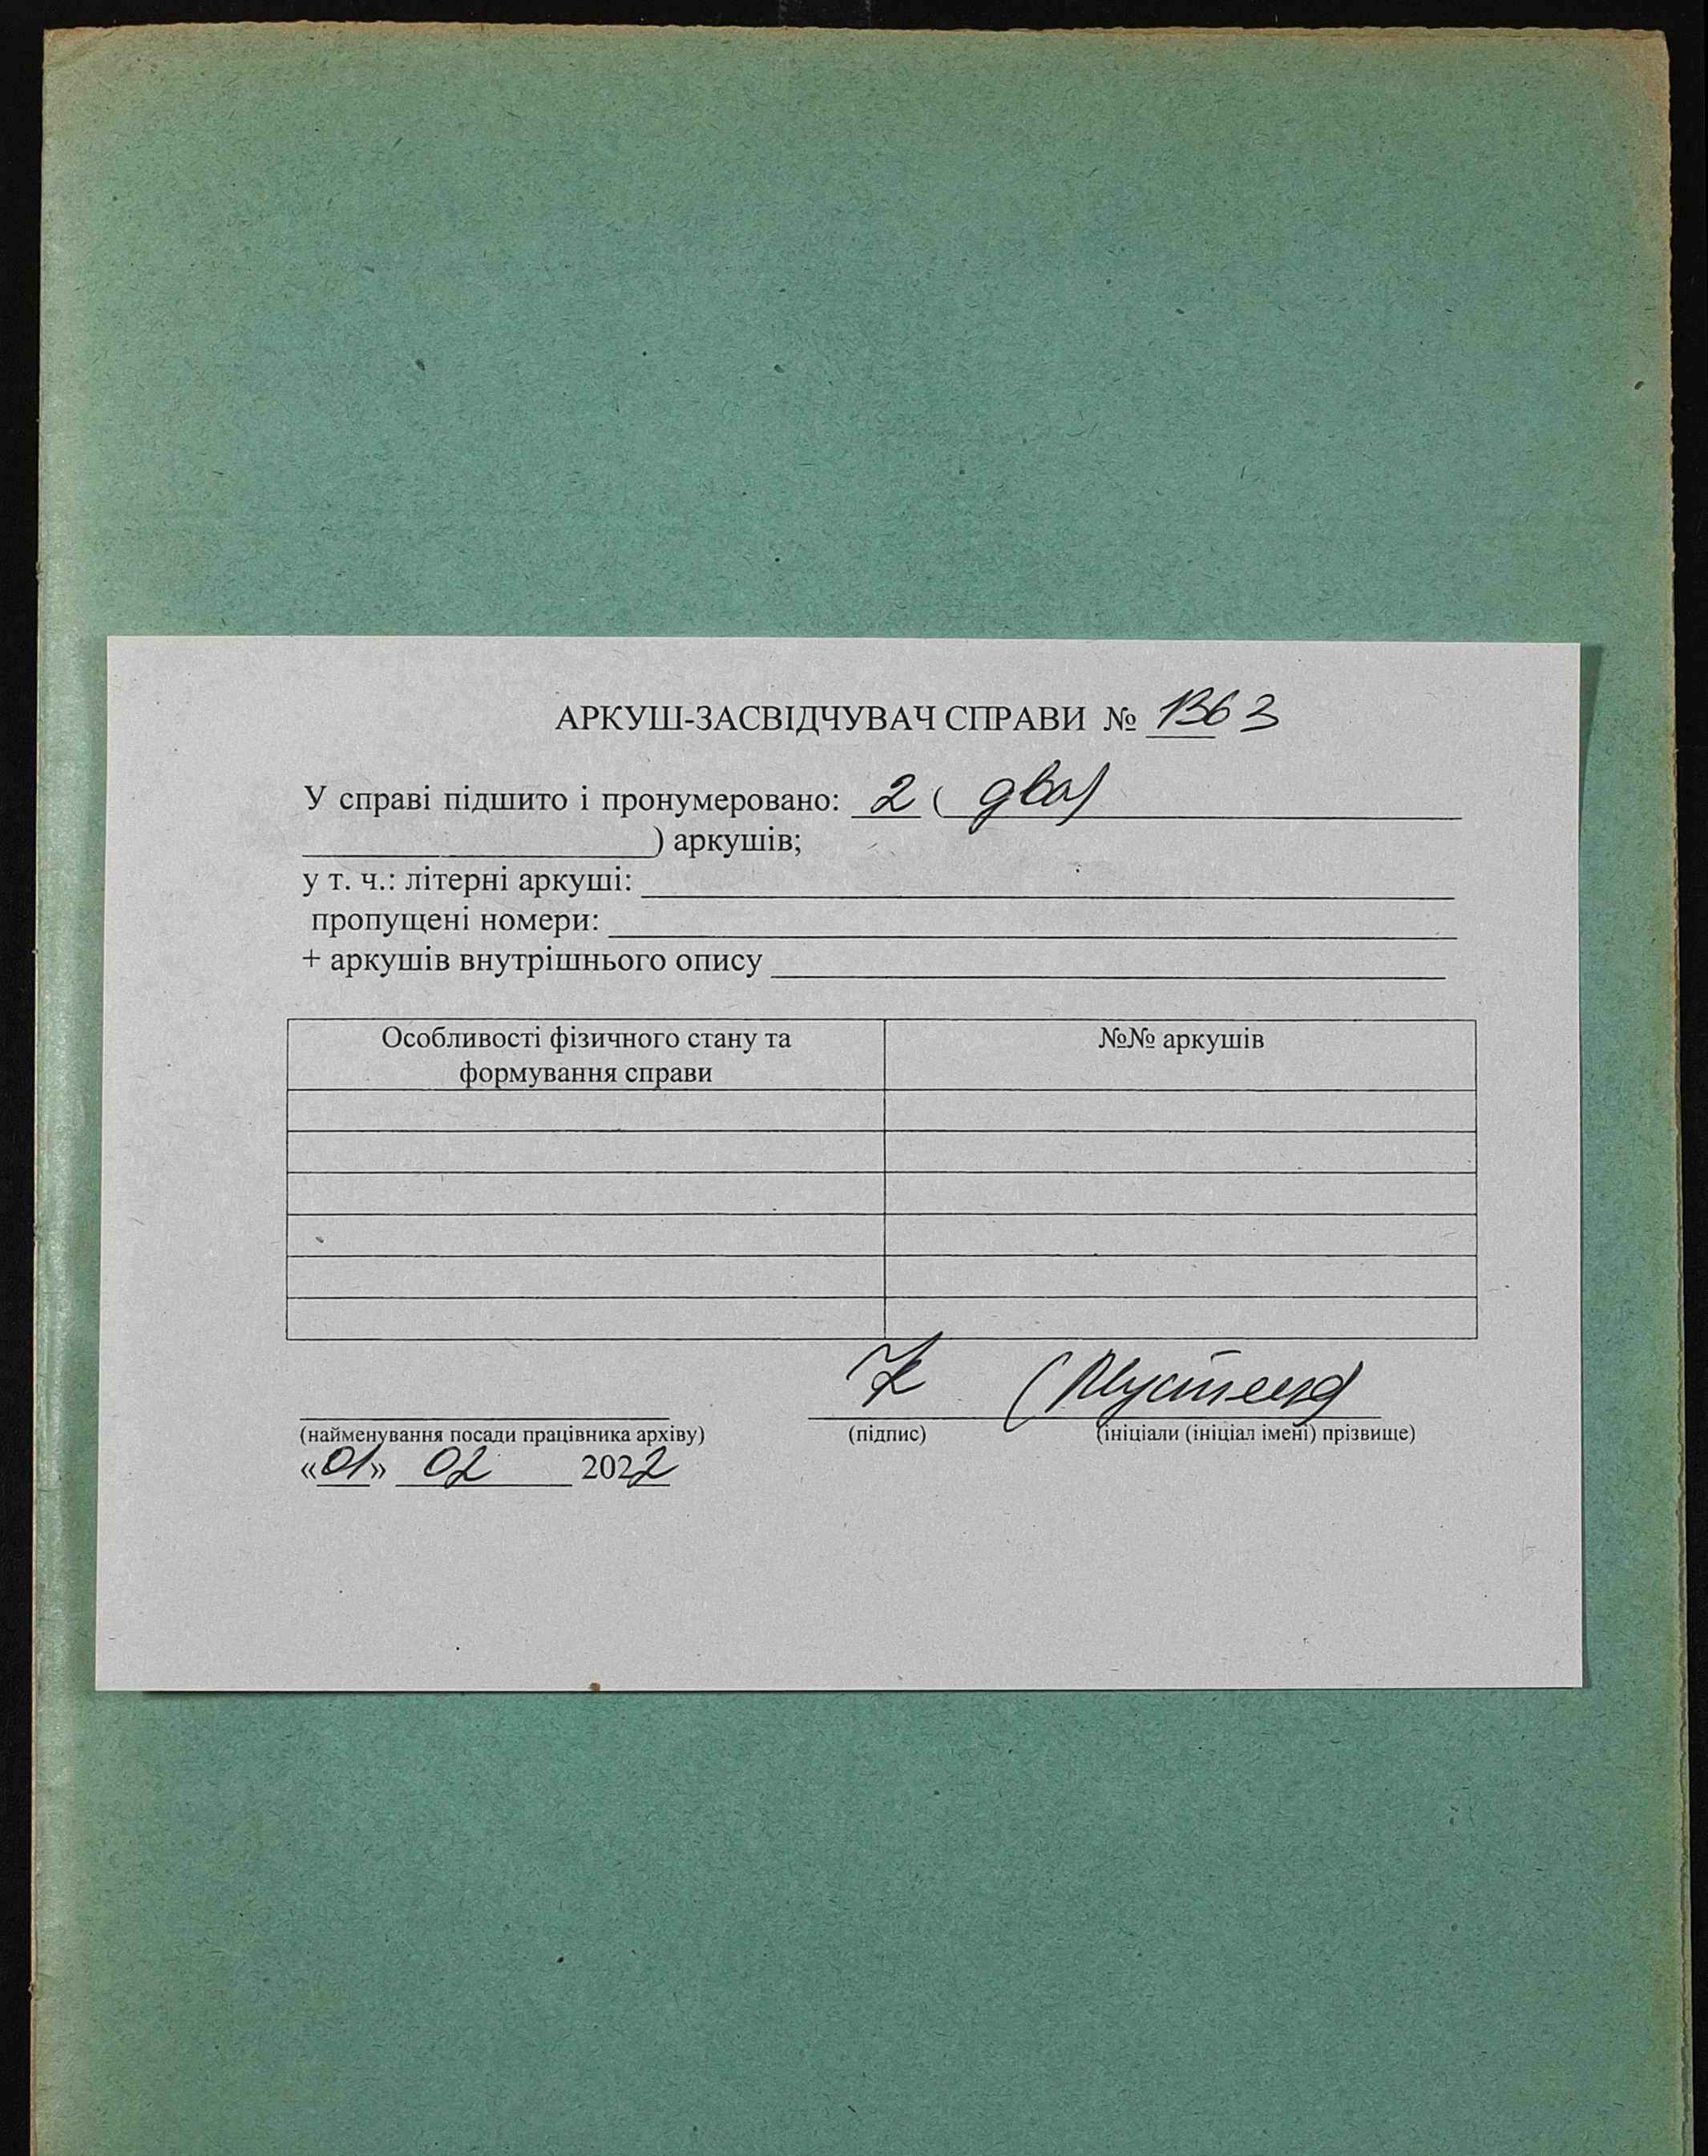 АРКУШ-ЗАСВІДЧУВАЧ СПРАВИ № 1363
У справі підшито і пронумеровано: 2 ( два)
) аркушів;
у т. ч.: літерні аркуші:
пропущені номери:
+ аркушів внутрішнього опису
Особливості фізичного стану та формування справи №№ аркушів
(найменування посади працівника архіву) (підпис) (ініціали (ініціал імені) прізвище)
«01» 02 2022